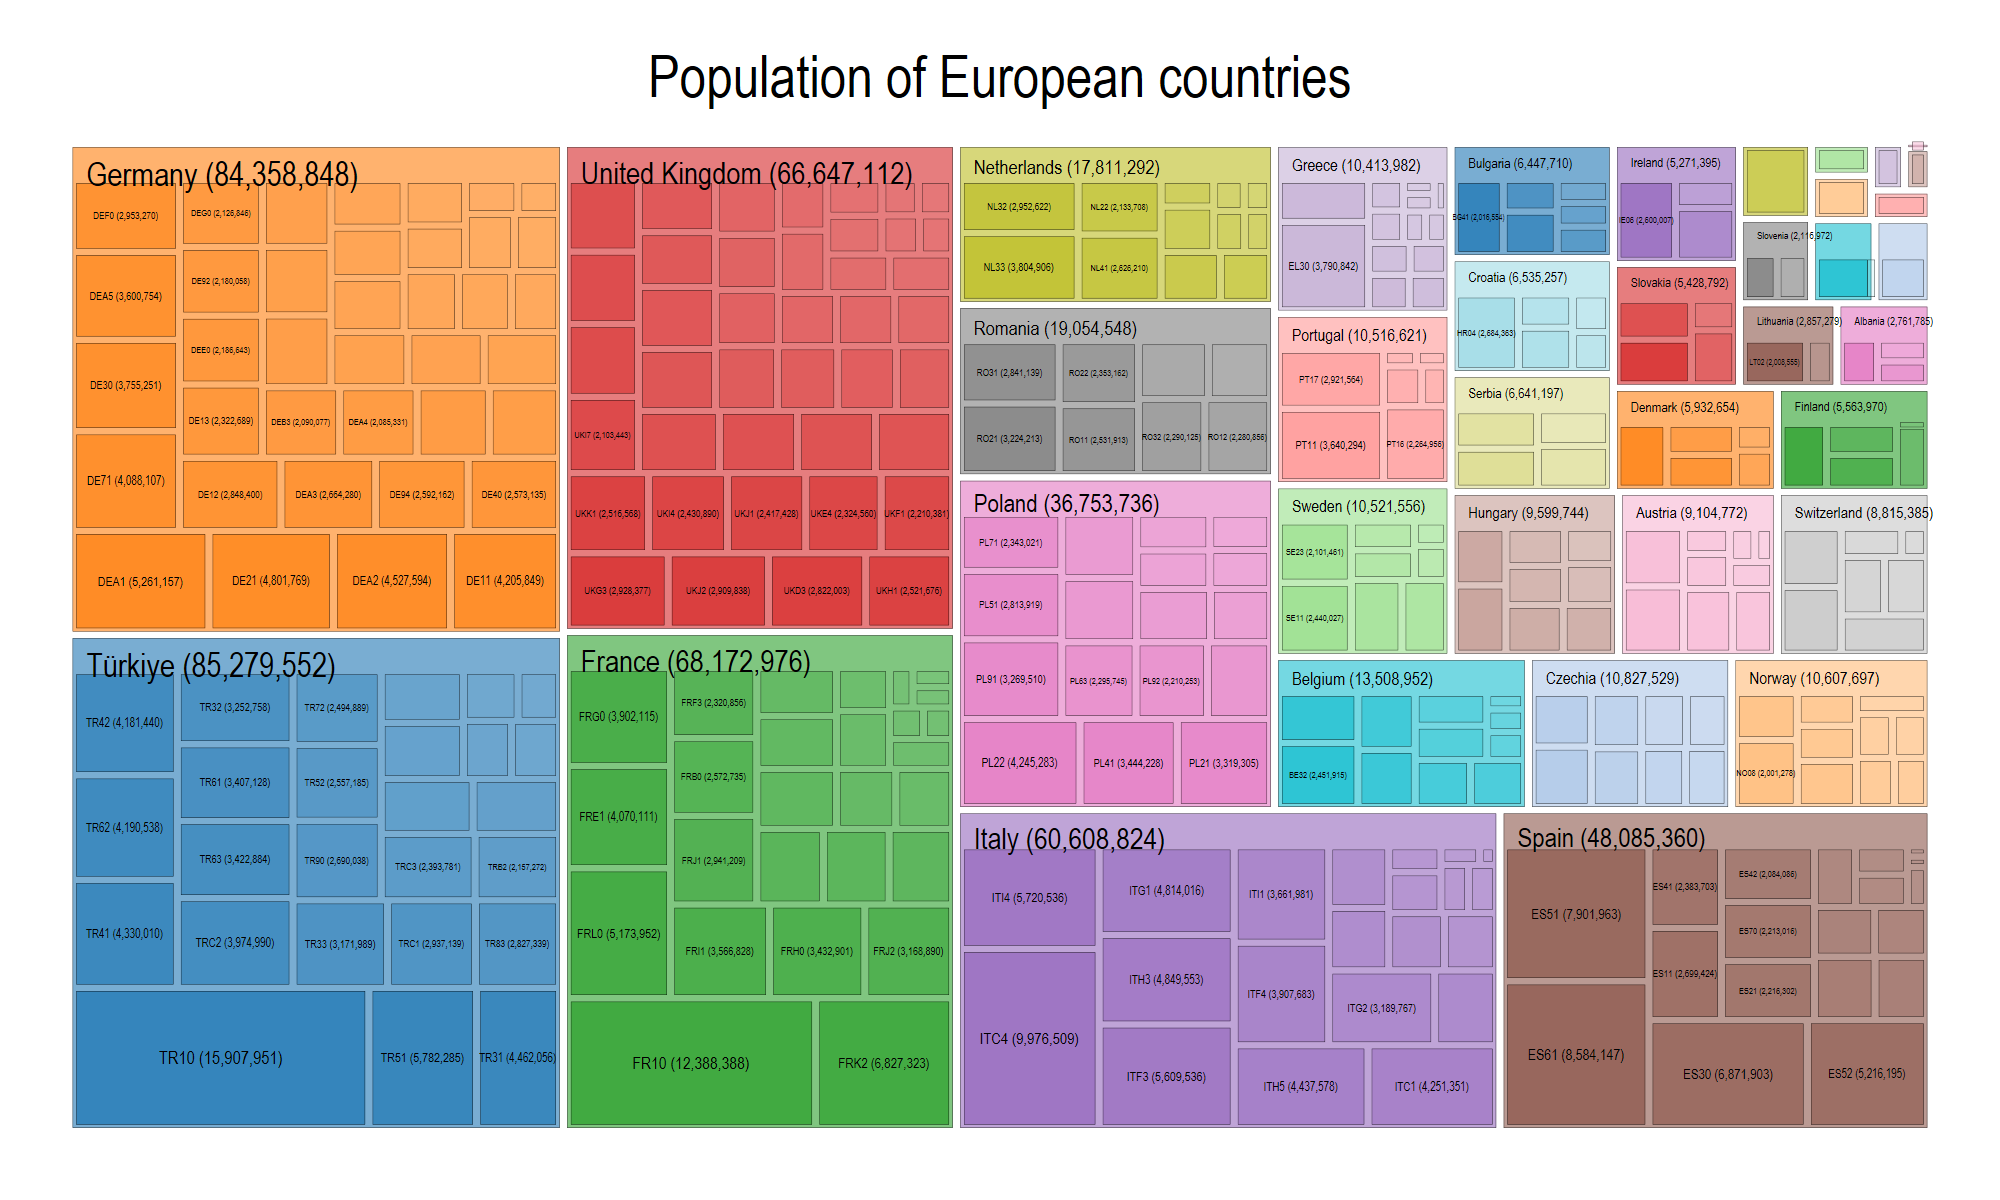 Population of European countries
Germany (84,358,848)
DEF0 (2,953,270)
DEG0 (2,126,846)
DEA5 (3,600,754)
DE92 (2,180,058)
DE30 (3,755,251)
DEE0 (2,186,643)
DE13 (2,322,689)
DEB3 (2,090,077)
DEA4 (2,085,331)
DE71 (4,088,107)
DE12 (2,848,400)
DEA3 (2,664,280)
DE94 (2,592,162)
DE40 (2,573,135)
DEA1 (5,261,157)
DE21 (4,801,769)
DEA2 (4,527,594)
DE11 (4,205,849)
Türkiye (85,279,552)
TR42 (4,181,440)
TR32 (3,252,758)
TR72 (2,494,889)
TR61 (3,407,128)
TR52 (2,557,185)
TR62 (4,190,538)
TR63 (3,422,884)
TR90 (2,690,038)
TRC3 (2,393,781)
TRB2 (2,157,272)
TR41 (4,330,010)
TRC2 (3,974,990)
TR33 (3,171,989)
TRC1 (2,937,139)
TR83 (2,827,339)
TR10 (15,907,951)
TR51 (5,782,285)
TR31 (4,462,056)
United Kingdom (66,647,112)
UKI7 (2,103,443)
UKK1 (2,516,568)
UKI4 (2,430,890)
UKJ1 (2,417,428)
UKE4 (2,324,560)
UKF1 (2,210,381)
UKG3 (2,928,377)
UKJ2 (2,909,838)
UKD3 (2,822,003)
UKH1 (2,521,676)
France (68,172,976)
FRG0 (3,902,115)
FRF3 (2,320,856)
FRB0 (2,572,735)
FRE1 (4,070,111)
FRJ1 (2,941,209)
FRL0 (5,173,952)
FRI1 (3,566,828)
FRH0 (3,432,901)
FRJ2 (3,168,890)
FR10 (12,388,388)
FRK2 (6,827,323)
Netherlands (17,811,292)
NL32 (2,952,622)
NL22 (2,133,708)
NL33 (3,804,906)
NL41 (2,626,210)
Romania (19,054,548)
RO31 (2,841,139)
RO22 (2,353,162)
RO21 (3,224,213)
RO11 (2,531,913)
RO32 (2,290,125)
RO12 (2,280,856)
Poland (36,753,736)
PL71 (2,343,021)
PL51 (2,813,919)
PL91 (3,269,510)
PL63 (2,295,745)
PL92 (2,210,253)
PL22 (4,245,283)
PL41 (3,444,228)
PL21 (3,319,305)
Greece (10,413,982)
EL30 (3,790,842)
Portugal (10,516,621)
PT17 (2,921,564)
PT11 (3,640,294)
PT16 (2,264,956)
Sweden (10,521,556)
SE23 (2,101,461)
SE11 (2,440,027)
Bulgaria (6,447,710)
BG41 (2,016,554)
Croatia (6,535,257)
HR04 (2,684,363)
Serbia (6,641,197)
Ireland (5,271,395)
IE06 (2,600,007)
Slovakia (5,428,792)
Slovenia (2,116,972)
Lithuania (2,857,279)
LT02 (2,008,555)
Albania (2,761,785)
Denmark (5,932,654)
Finland (5,563,970)
Hungary (9,599,744)
Austria (9,104,772)
Switzerland (8,815,385)
Belgium (13,508,952)
BE32 (2,451,915)
Czechia (10,827,529)
Norway (10,607,697)
NO08 (2,001,278)
Italy (60,608,824)
ITI4 (5,720,536)
ITG1 (4,814,016)
ITI1 (3,661,981)
ITH3 (4,849,553)
ITF4 (3,907,683)
ITG2 (3,189,767)
ITC4 (9,976,509)
ITF3 (5,609,536)
ITH5 (4,437,578)
ITC1 (4,251,351)
Spain (48,085,360)
ES51 (7,901,963)
ES41 (2,383,703)
ES42 (2,084,086)
ES70 (2,213,016)
ES11 (2,699,424)
ES21 (2,216,302)
ES61 (8,584,147)
ES30 (6,871,903)
ES52 (5,216,195)